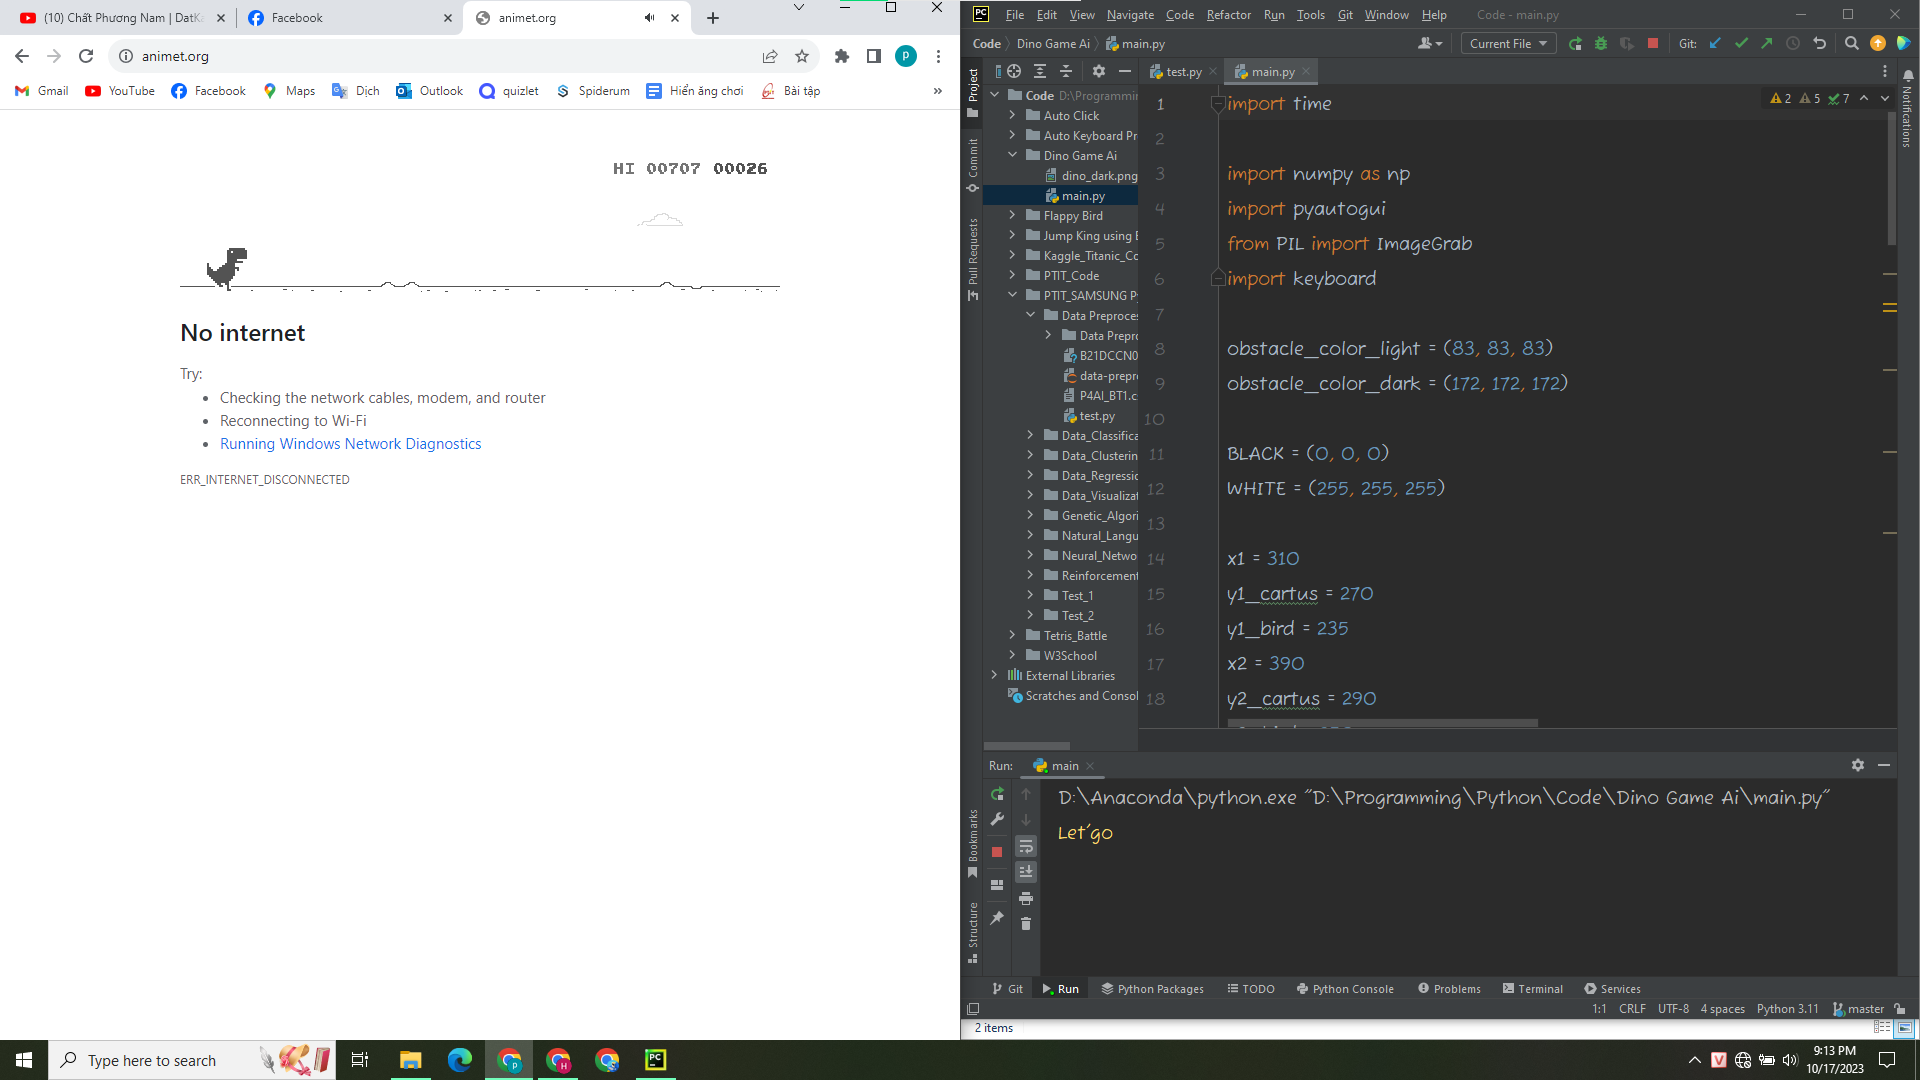 (10) Chất Phương Nam | DatKa
Facebook
animet.org
animet.org
Gmail
YouTube
Facebook
Maps
Dịch
Outlook
quizlet
Spiderum
Hiển ăng chơi
Bài tập
»
HI 00707 00026
No internet
Try:
• Checking the network cables, modem, and router
• Reconnecting to Wi-Fi
• Running Windows Network Diagnostics
ERR_INTERNET_DISCONNECTED
File Edit View Navigate Code Refactor Run Tools Git Window Help Code - main.py
Code Dino Game Ai main.py
Current File
Git:
Project
Commit
Pull Requests
Bookmarks
Structure
Notifications
Code D:\Programmin
Auto Click
Auto Keyboard Pr
Dino Game Ai
dino_dark.png
main.py
Flappy Bird
Jump King using
Kaggle_Titanic_Co
PTIT_Code
PTIT_SAMSUNG Py
Data Preproces
Data Prepro
B21DCCN0
data-prepro
P4AI_BT1.c
test.py
Data_Classifica
Data_Clusterin
Data_Regressio
Data_Visualizat
Genetic_Algori
Natural_Langu
Neural_Netwo
Reinforcement
Test_1
Test_2
Tetris_Battle
W3School
External Libraries
Scratches and Consol
test.py
main.py
2 5 7
1 import time
2
3 import numpy as np
4 import pyautogui
5 from PIL import ImageGrab
6 import keyboard
7
8 obstacle_color_light = (83, 83, 83)
9 obstacle_color_dark = (172, 172, 172)
10
11 BLACK = (0, 0, 0)
12 WHITE = (255, 255, 255)
13
14 x1 = 310
15 y1_cartus = 270
16 y1_bird = 235
17 x2 = 390
18 y2_cartus = 290
Run: main
D:\Anaconda\python.exe "D:\Programming\Python\Code\Dino Game Ai\main.py"
Let'go
Git
Run
Python Packages
TODO
Python Console
Problems
Terminal
Services
1:1 CRLF UTF-8 4 spaces Python 3.11 master
2 items
Type here to search
9:13 PM
10/17/2023